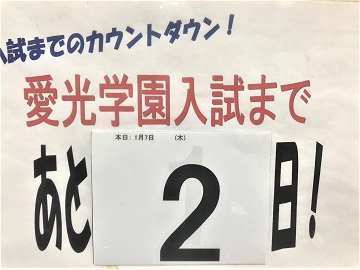 入試までのカウントダウン！
愛光学園入試まで
本日：1月7日　（木）
あと2日！